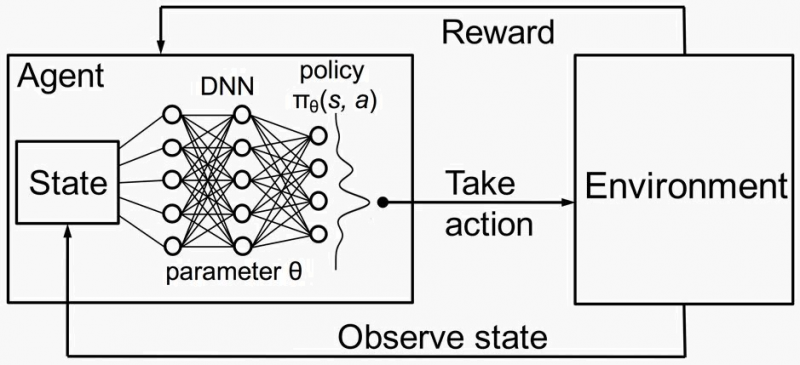 Reward
Agent
DNN
policy
πθ(s, a)
State
Take
action
Environment
parameter θ
Observe state